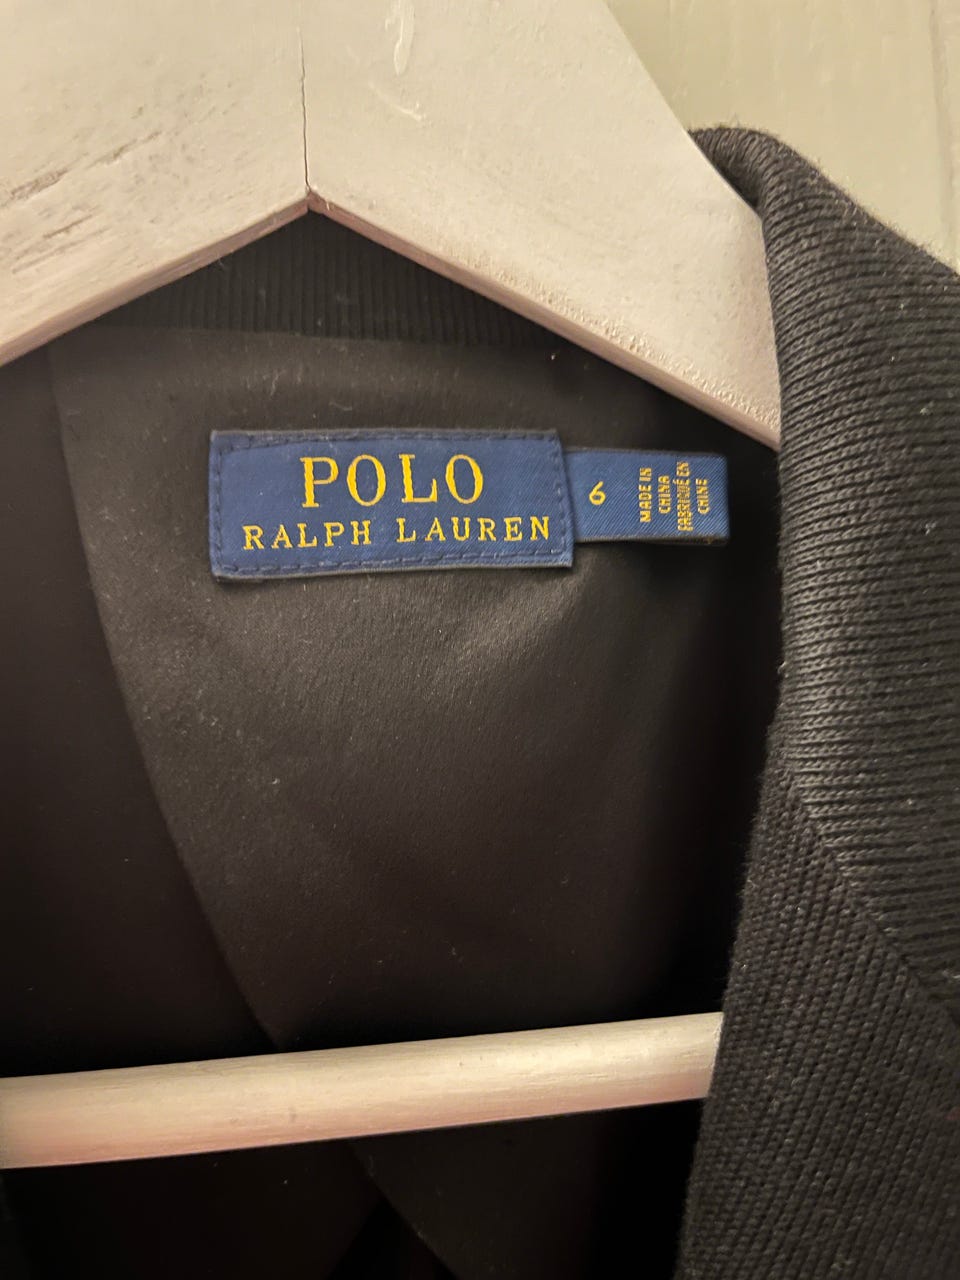 POLO
RALPH LAUREN
6
MADE IN
CHINA
FABRIQUÉ EN
CHINE